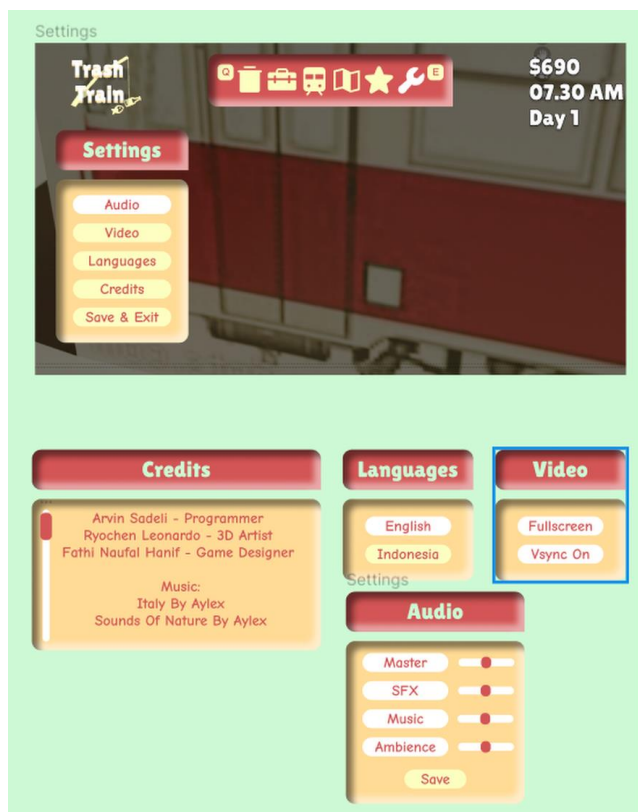 Settings
Trash
Train
Q
E
$690
07.30 AM
Day 1
Settings
Audio
Video
Languages
Credits
Save & Exit
Credits
Arvin Sadeli - Programmer
Ryochen Leonardo - 3D Artist
Fathi Naufal Hanif - Game Designer
Music:
Italy By Aylex
Sounds Of Nature By Aylex
Languages
English
Indonesia
Video
Fullscreen
Vsync On
Settings
Audio
Master
SFX
Music
Ambience
Save